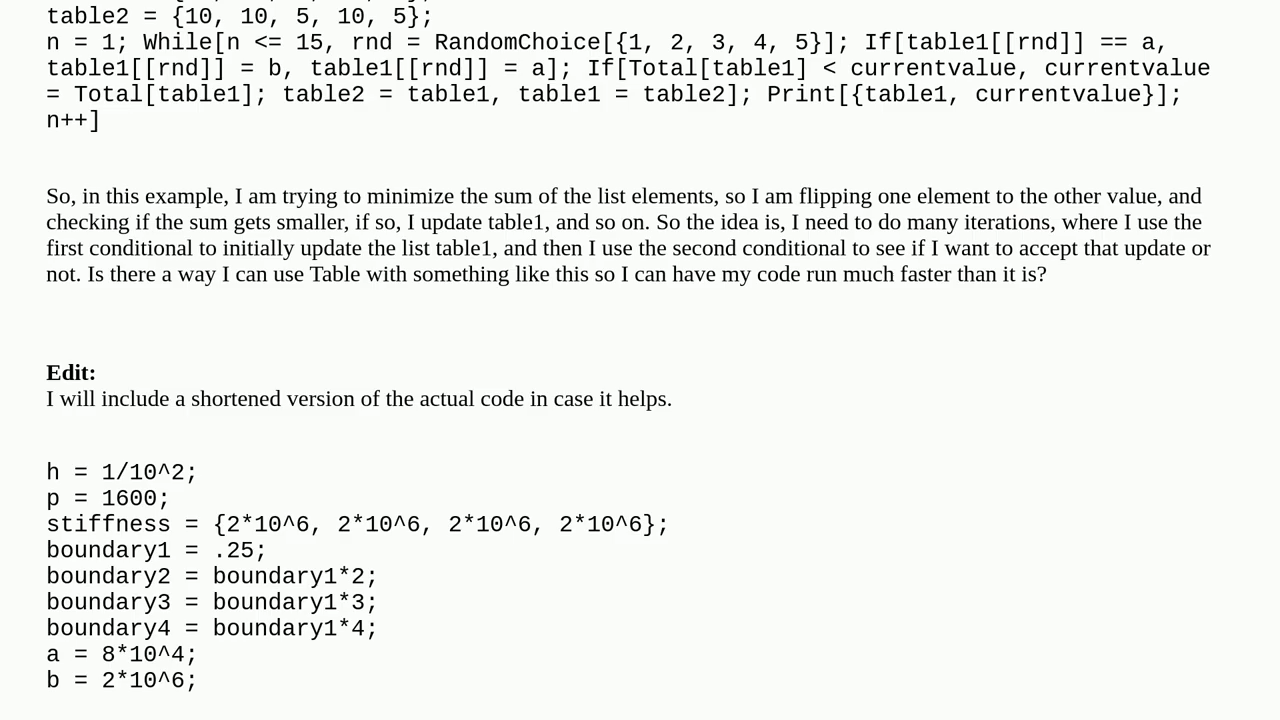 table2 = {10, 10, 5, 10, 5};
n = 1; While[n <= 15, rnd = RandomChoice[{1, 2, 3, 4, 5}]; If[table1[[rnd]] == a,
table1[[rnd]] = b, table1[[rnd]] = a]; If[Total[table1] < currentvalue, currentvalue
= Total[table1]; table2 = table1, table1 = table2]; Print[{table1, currentvalue}];
n++]
So, in this example, I am trying to minimize the sum of the list elements, so I am flipping one element to the other value, and
checking if the sum gets smaller, if so, I update table1, and so on. So the idea is, I need to do many iterations, where I use the
first conditional to initially update the list table1, and then I use the second conditional to see if I want to accept that update or
not. Is there a way I can use Table with something like this so I can have my code run much faster than it is?
Edit:
I will include a shortened version of the actual code in case it helps.
h = 1/10^2;
p = 1600;
stiffness = {2*10^6, 2*10^6, 2*10^6, 2*10^6};
boundary1 = .25;
boundary2 = boundary1*2;
boundary3 = boundary1*3;
boundary4 = boundary1*4;
a = 8*10^4;
b = 2*10^6;